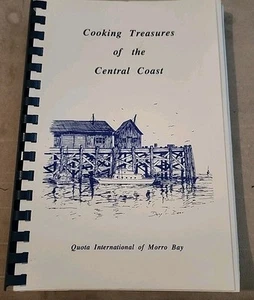 Cooking Treasures
of the
Central Coast
Quota International of Morro Bay